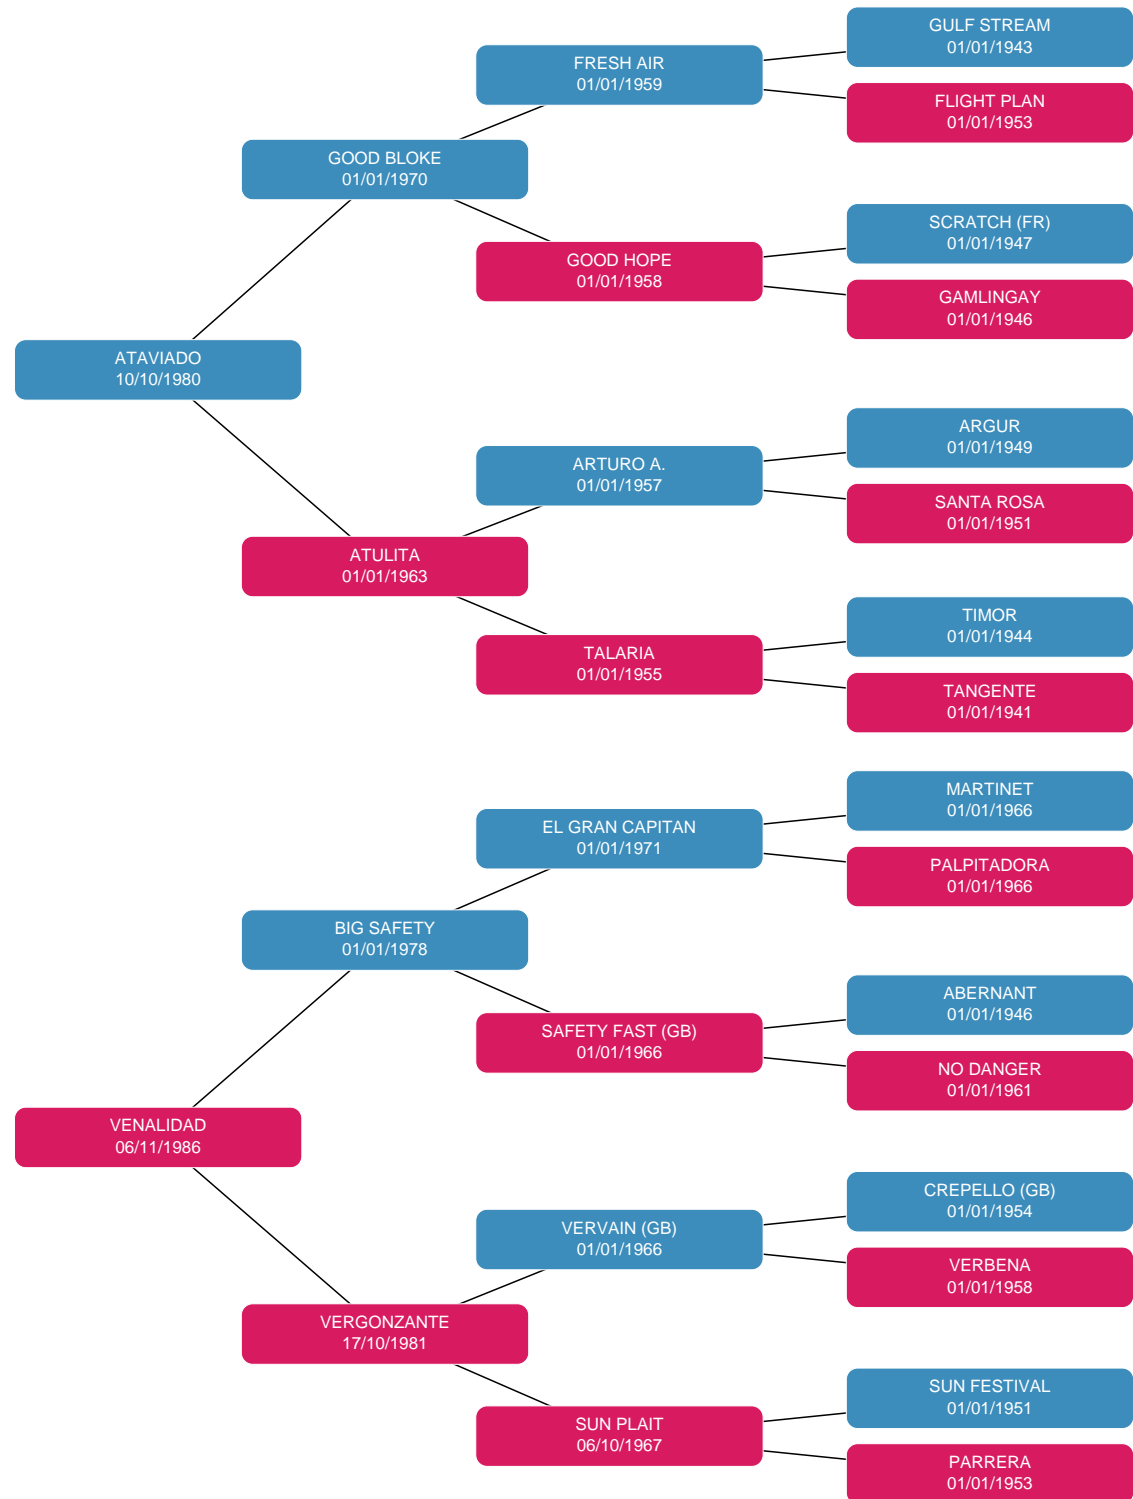 GULF STREAM
01/01/1943
FRESH AIR
01/01/1959
FLIGHT PLAN
01/01/1953
GOOD BLOKE
01/01/1970
SCRATCH (FR)
01/01/1947
GOOD HOPE
01/01/1958
GAMLINGAY
01/01/1946
ATAVIADO
10/10/1980
ARGUR
01/01/1949
ARTURO A.
01/01/1957
SANTA ROSA
01/01/1951
ATULITA
01/01/1963
TIMOR
01/01/1944
TALARIA
01/01/1955
TANGENTE
01/01/1941
MARTINET
01/01/1966
EL GRAN CAPITAN
01/01/1971
PALPITADORA
01/01/1966
BIG SAFETY
01/01/1978
ABERNANT
01/01/1946
SAFETY FAST (GB)
01/01/1966
NO DANGER
01/01/1961
VENALIDAD
06/11/1986
CREPELLO (GB)
01/01/1954
VERVAIN (GB)
01/01/1966
VERBENA
01/01/1958
VERGONZANTE
17/10/1981
SUN FESTIVAL
01/01/1951
SUN PLAIT
06/10/1967
PARRERA
01/01/1953